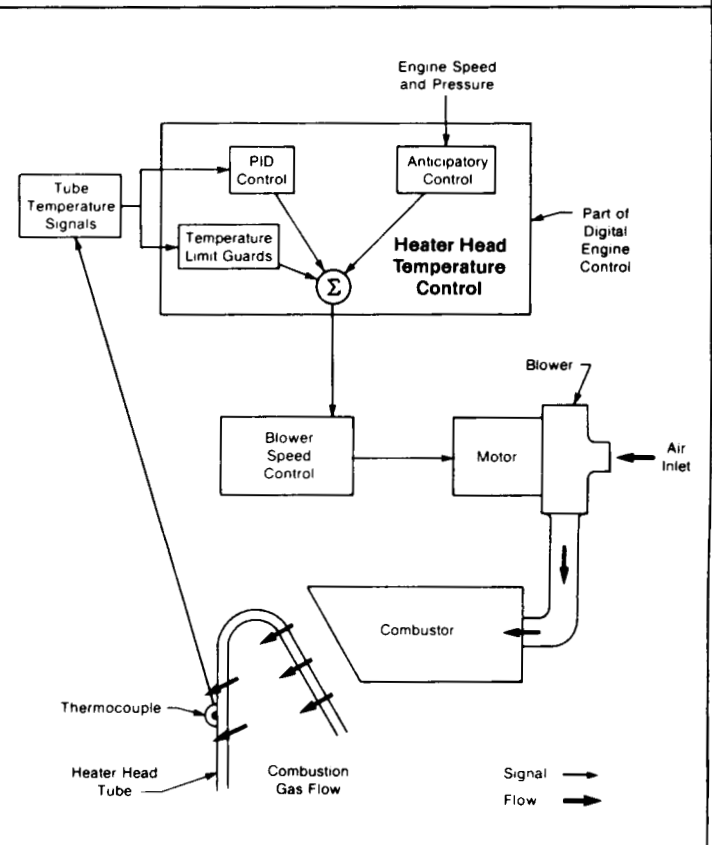 Engine Speed
and Pressure
PID
Control
Anticipatory
Control
Tube
Temperature
Signals
Temperature
Limit Guards
Heater Head
Temperature
Control
Part of
Digital
Engine
Control
Σ
Blower
Blower
Speed
Control
Motor
Air
Inlet
Combustor
Thermocouple
Heater Head
Tube
Combustion
Gas Flow
Signal
Flow